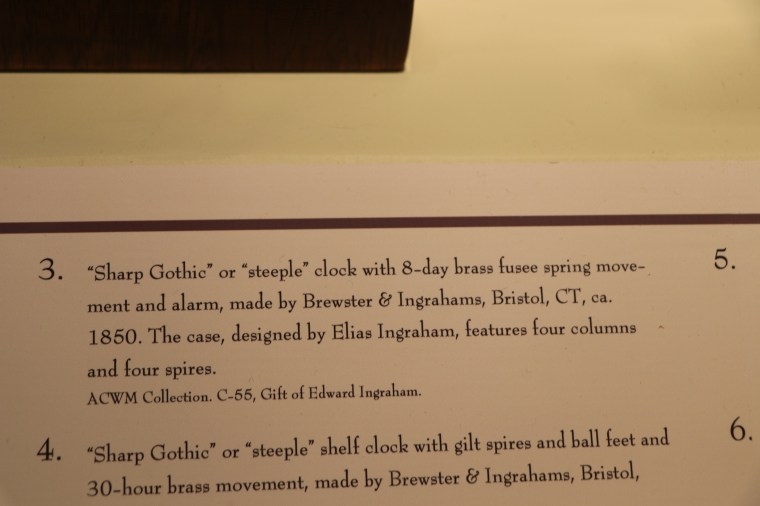 3. "Sharp Gothic" or "steeple" clock with 8-day brass fusee spring move-
ment and alarm, made by Brewster & Ingrahams, Bristol, CT, ca.
1850. The case, designed by Elias Ingraham, features four columns
and four spires.
ACWM Collection. C-55, Gift of Edward Ingraham.
4. "Sharp Gothic" or "steeple" shelf clock with gilt spires and ball feet and
30-hour brass movement, made by Brewster & Ingrahams, Bristol,
5.
6.